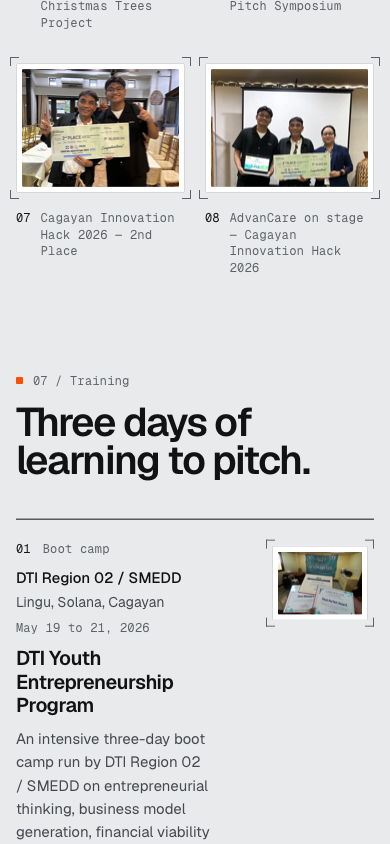 Christmas Trees
Project
Pitch Symposium
07 Cagayan Innovation
Hack 2026 — 2nd
Place
08 AdvanCare on stage
— Cagayan
Innovation Hack
2026
07 / Training
Three days of
learning to pitch.
01 Boot camp
DTI Region 02 / SMEDD
Lingu, Solana, Cagayan
May 19 to 21, 2026
DTI Youth
Entrepreneurship
Program
An intensive three-day boot
camp run by DTI Region 02
/ SMEDD on entrepreneurial
thinking, business model
generation, financial viability